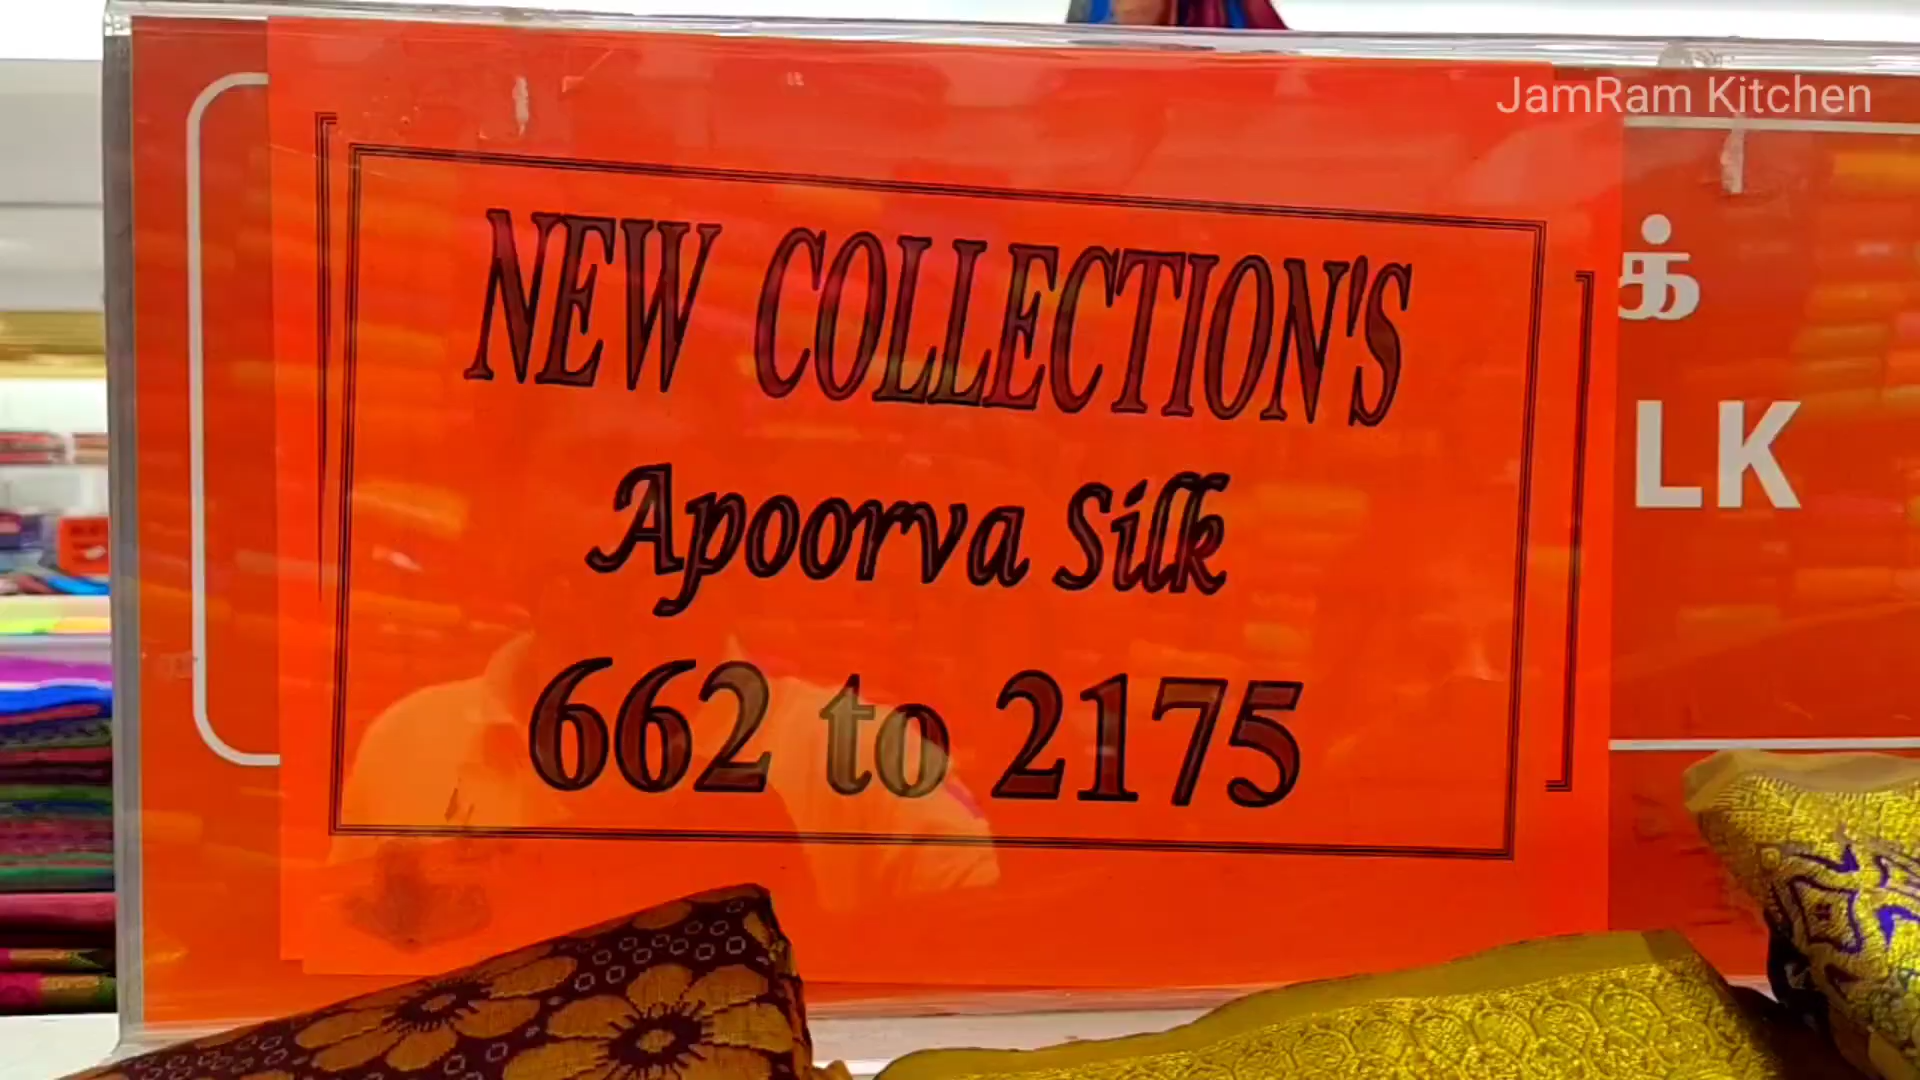 JamRam Kitchen
NEW COLLECTION'S
Apoorva Silk
662 to 2175
க்
LK